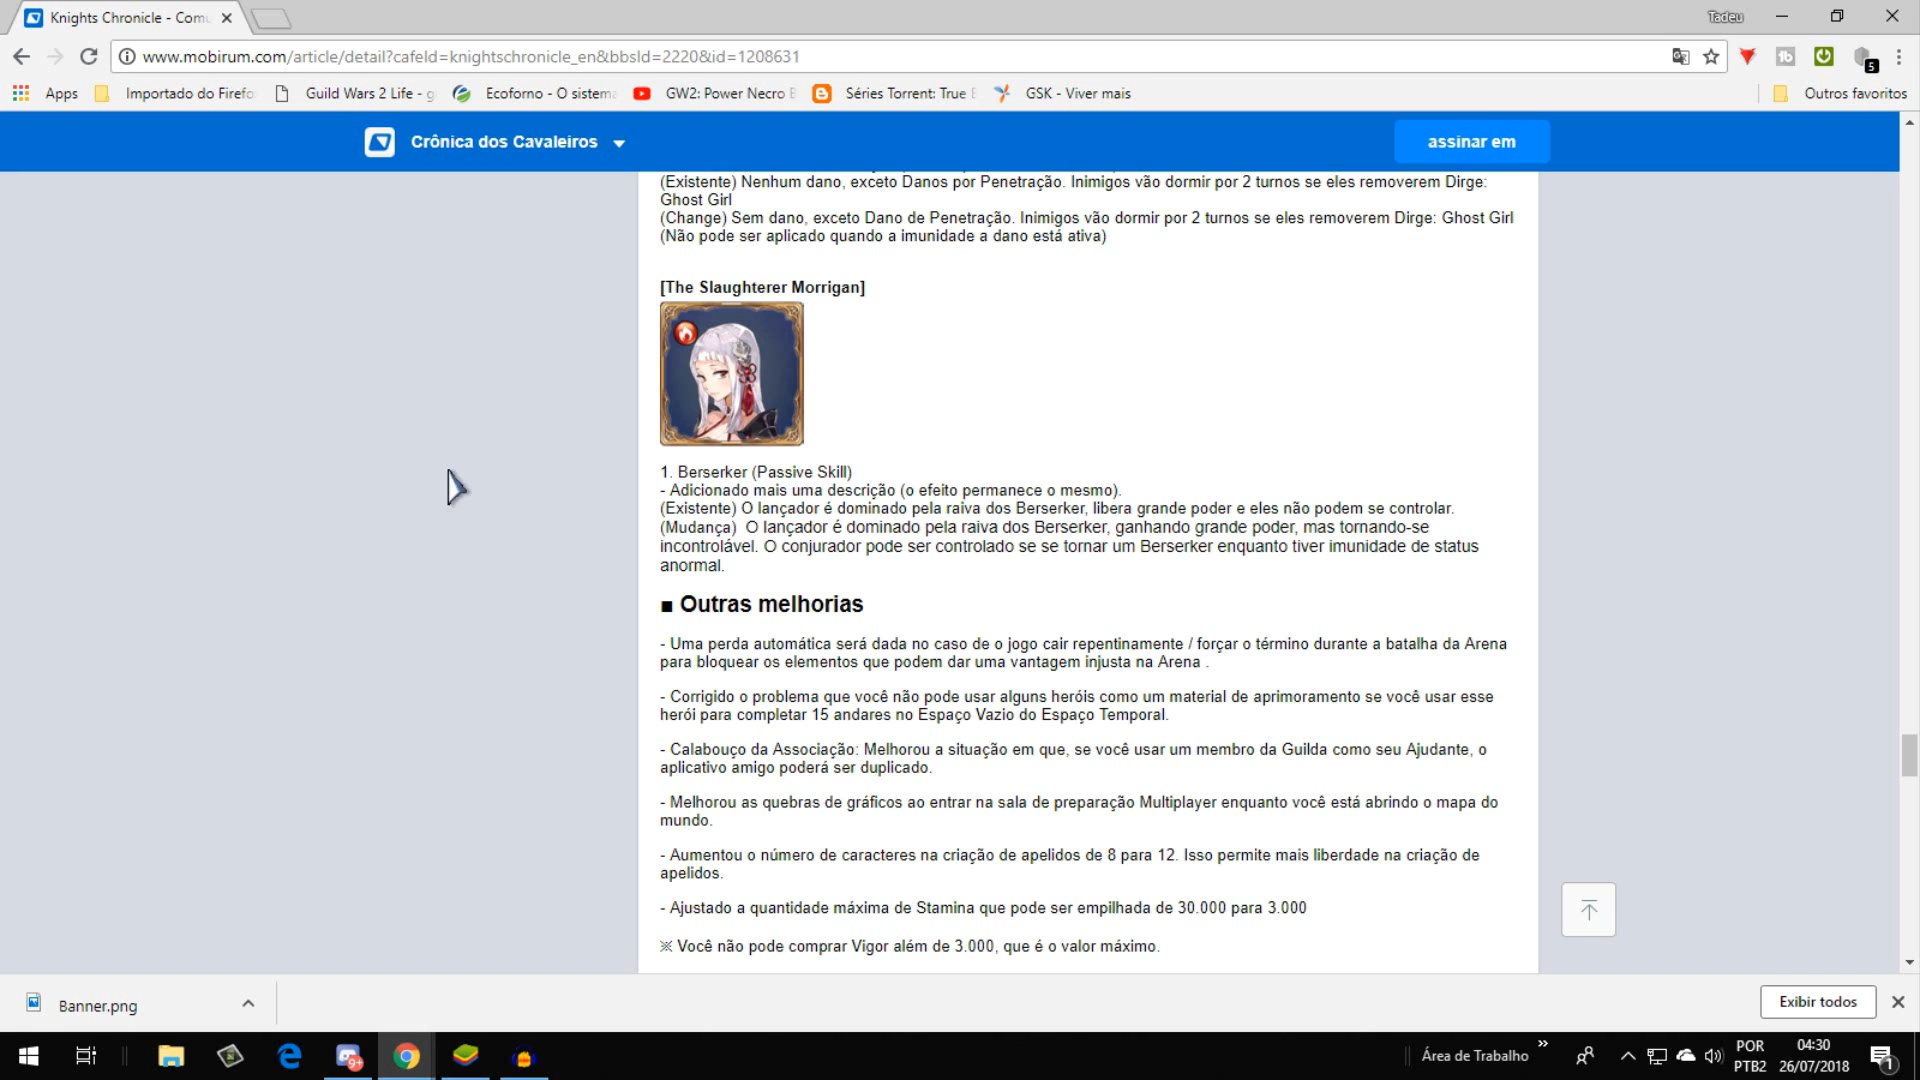 Knights Chronicle - Comu
Tadeu
www.mobirum.com/article/detail?cafeId=knightschronicle_en&bbsId=2220&id=1208631
5
Apps
Importado do Firefo
Guild Wars 2 Life - g
Ecoforno - O sistema
GW2: Power Necro B
Séries Torrent: True
GSK - Viver mais
Outros favoritos
Crônica dos Cavaleiros
assinar em
(Existente) Nenhum dano, exceto Danos por Penetração. Inimigos vão dormir por 2 turnos se eles removerem Dirge:
Ghost Girl
(Change) Sem dano, exceto Dano de Penetração. Inimigos vão dormir por 2 turnos se eles removerem Dirge: Ghost Girl
(Não pode ser aplicado quando a imunidade a dano está ativa)
[The Slaughterer Morrigan]
1. Berserker (Passive Skill)
- Adicionado mais uma descrição (o efeito permanece o mesmo).
(Existente) O lançador é dominado pela raiva dos Berserker, libera grande poder e eles não podem se controlar.
(Mudança) O lançador é dominado pela raiva dos Berserker, ganhando grande poder, mas tornando-se
incontrolável. O conjurador pode ser controlado se se tornar um Berserker enquanto tiver imunidade de status
anormal.
■ Outras melhorias
- Uma perda automática será dada no caso de o jogo cair repentinamente / forçar o término durante a batalha da Arena
para bloquear os elementos que podem dar uma vantagem injusta na Arena .
- Corrigido o problema que você não pode usar alguns heróis como um material de aprimoramento se você usar esse
herói para completar 15 andares no Espaço Vazio do Espaço Temporal.
- Calabouço da Associação: Melhorou a situação em que, se você usar um membro da Guilda como seu Ajudante, o
aplicativo amigo poderá ser duplicado.
- Melhorou as quebras de gráficos ao entrar na sala de preparação Multiplayer enquanto você está abrindo o mapa do
mundo.
- Aumentou o número de caracteres na criação de apelidos de 8 para 12. Isso permite mais liberdade na criação de
apelidos.
- Ajustado a quantidade máxima de Stamina que pode ser empilhada de 30.000 para 3.000
※ Você não pode comprar Vigor além de 3.000, que é o valor máximo.
Banner.png
Exibir todos
9+
Área de Trabalho
POR
PTB2
04:30
26/07/2018
1